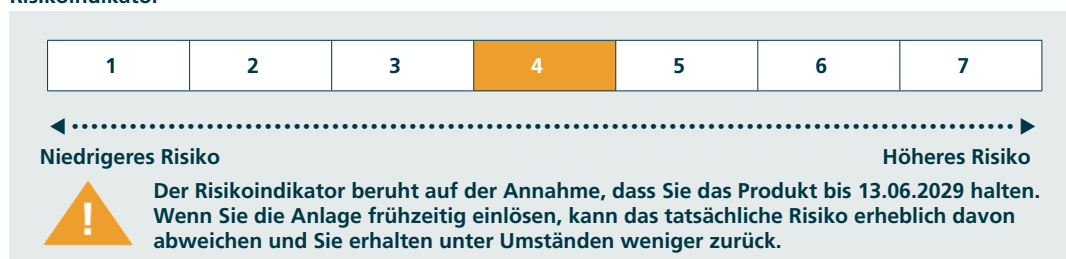 Risikoindikator
1 2 3 4 5 6 7
Niedrigeres Risiko Höheres Risiko
!
Der Risikoindikator beruht auf der Annahme, dass Sie das Produkt bis 13.06.2029 halten.
Wenn Sie die Anlage frühzeitig einlösen, kann das tatsächliche Risiko erheblich davon
abweichen und Sie erhalten unter Umständen weniger zurück.